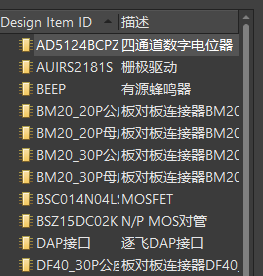 Design Item ID 描述
AD5124BCPZ 四通道数字电位器
AUIRS2181S 栅极驱动
BEEP 有源蜂鸣器
BM20_20P公 板对板连接器BM20
BM20_20P母 板对板连接器BM20
BM20_30P公 板对板连接器BM20
BM20_30P母 板对板连接器BM20
BSC014N04LS MOSFET
BSZ15DC02K N/P MOS对管
DAP接口 逐飞DAP接口
DF40_30P公 板对板连接器DF40_